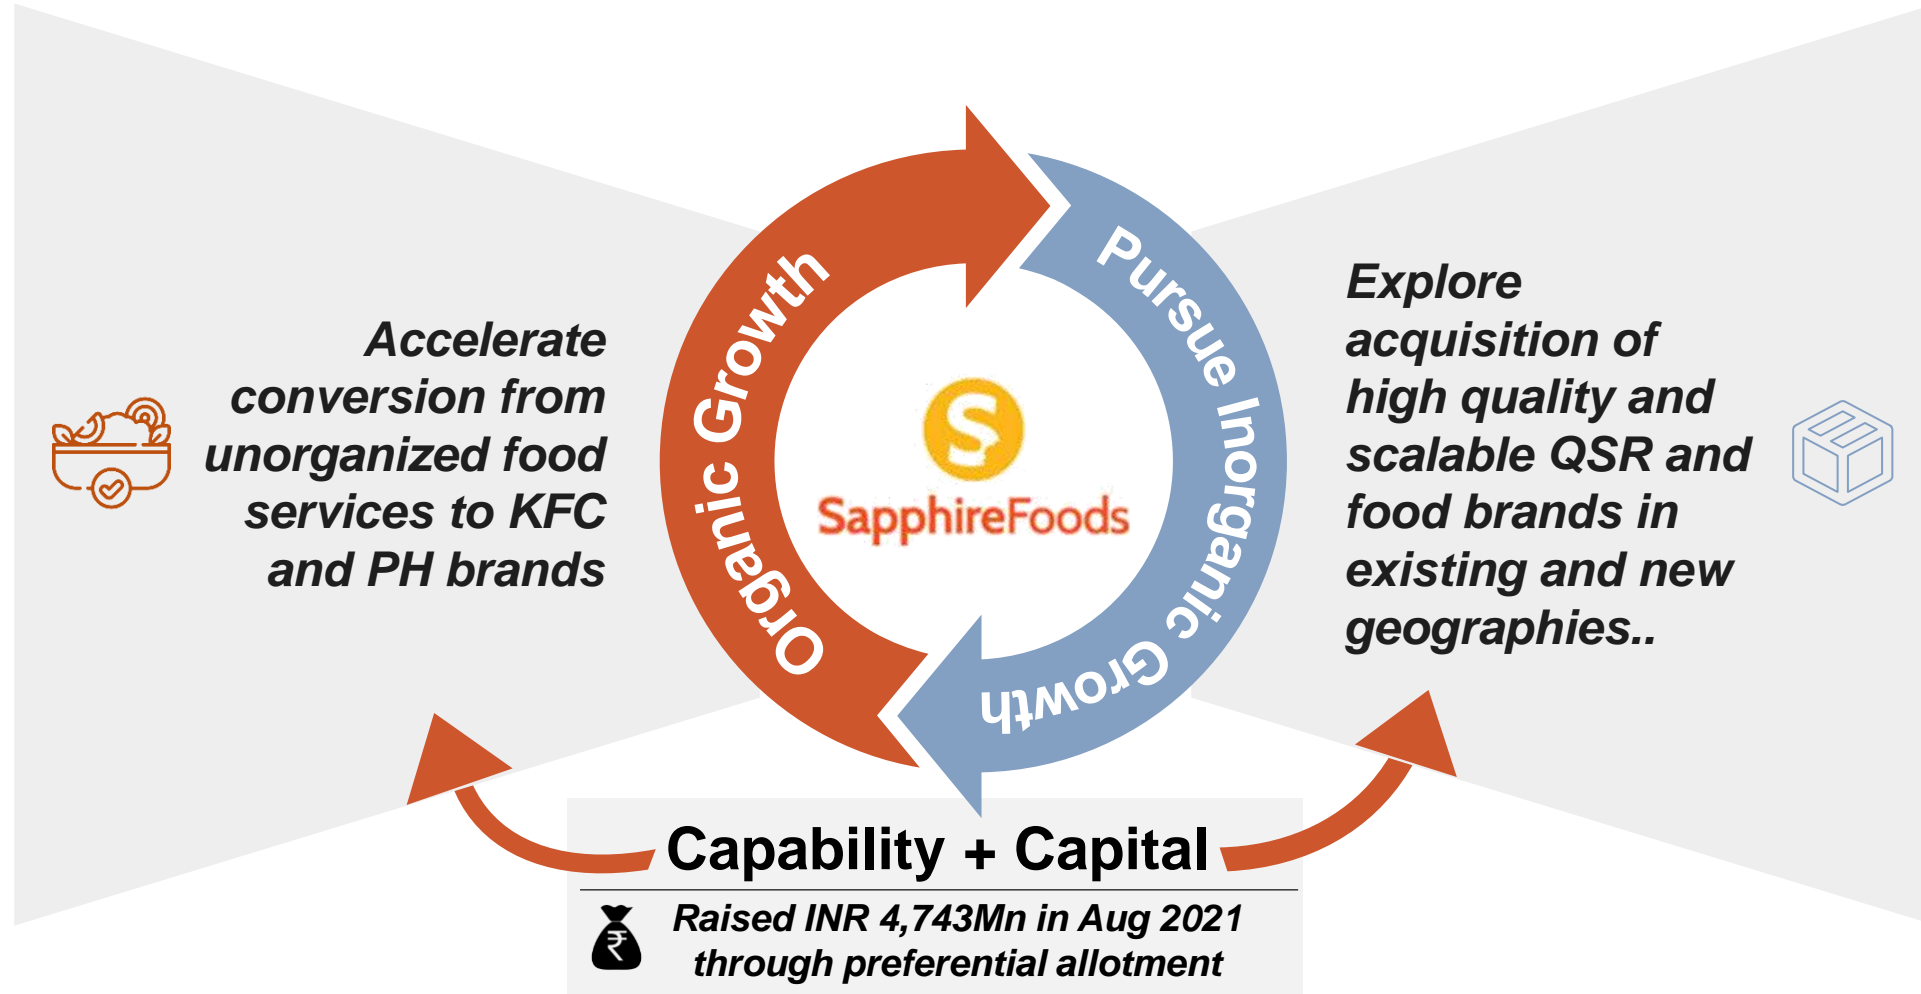 Accelerate
conversion from
unorganized food
services to KFC
and PH brands
Organic Growth
SapphireFoods
Pursue Inorganic Growth
Explore
acquisition of
high quality and
scalable QSR and
food brands in
existing and new
geographies..
Capability + Capital
₹
Raised INR 4,743Mn in Aug 2021
through preferential allotment